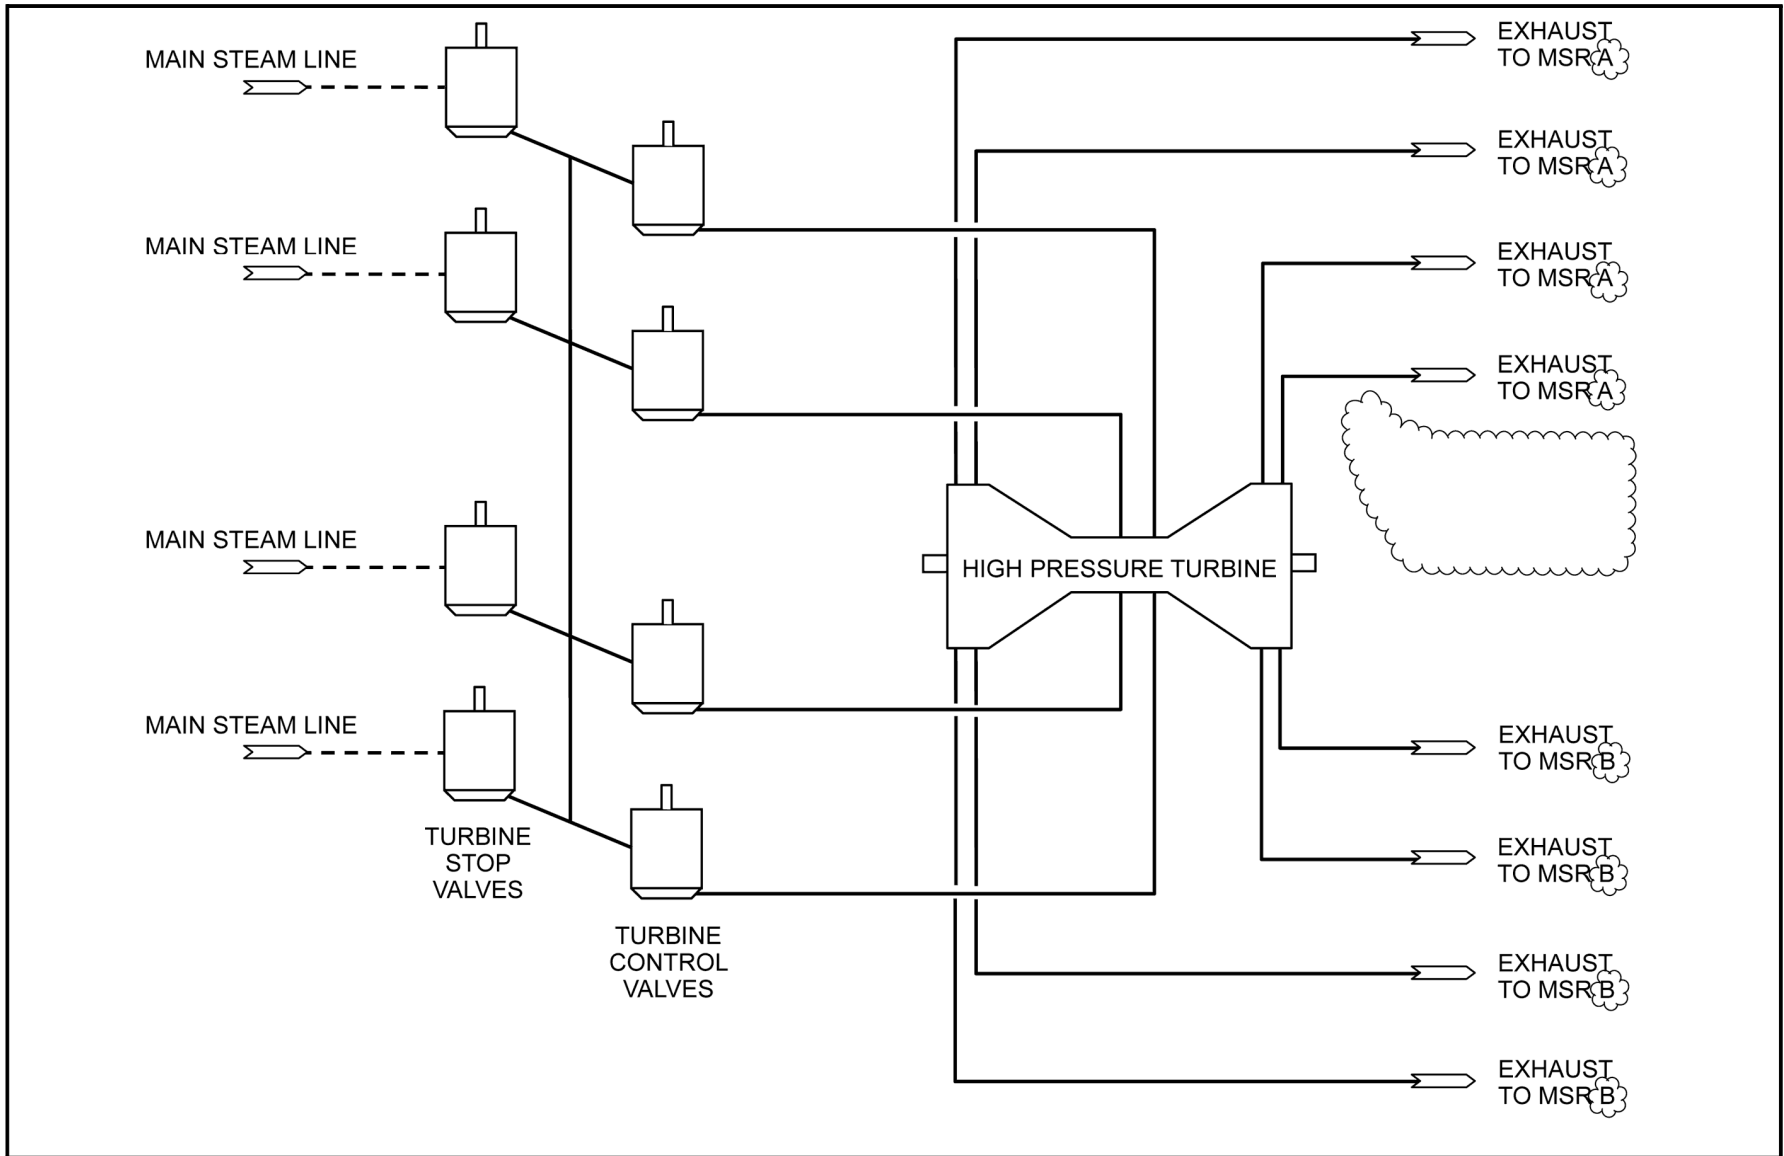 MAIN STEAM LINE
MAIN STEAM LINE
MAIN STEAM LINE
MAIN STEAM LINE
TURBINE
STOP
VALVES
TURBINE
CONTROL
VALVES
HIGH PRESSURE TURBINE
EXHAUST
TO MSR A
EXHAUST
TO MSR A
EXHAUST
TO MSR A
EXHAUST
TO MSR A
EXHAUST
TO MSR B
EXHAUST
TO MSR B
EXHAUST
TO MSR B
EXHAUST
TO MSR B